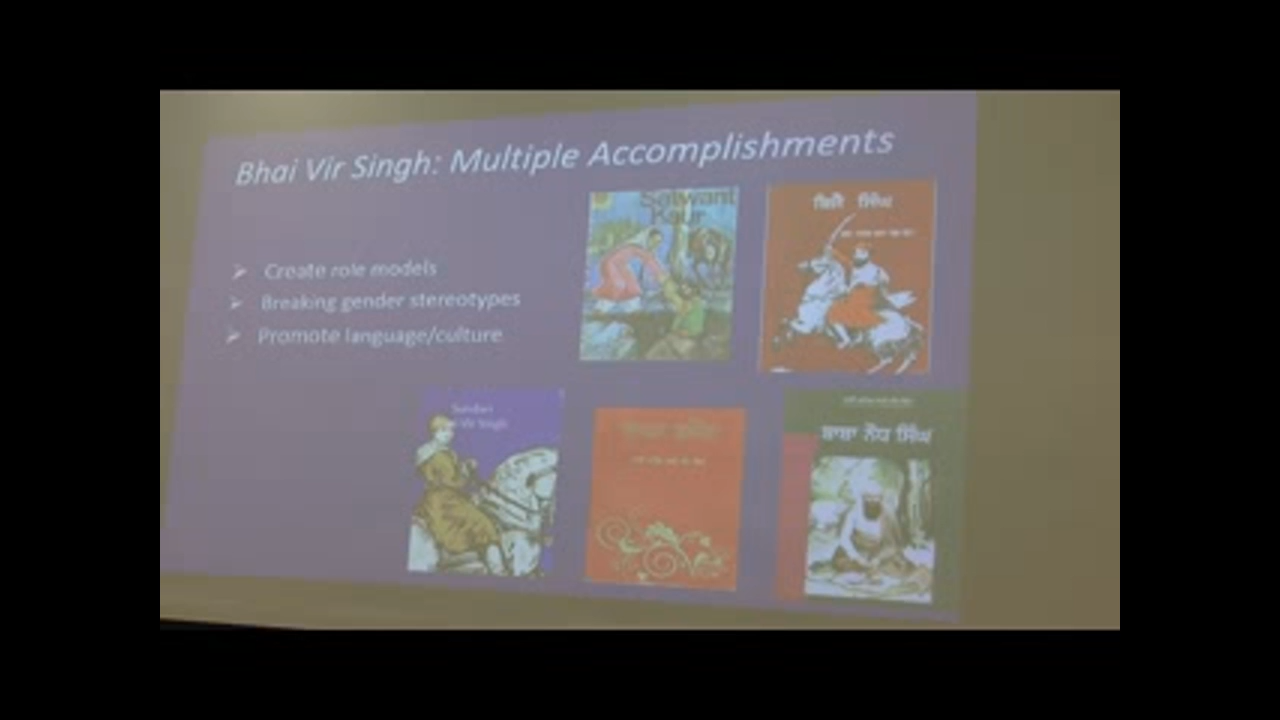 Bhai Vir Singh: Multiple Accomplishments
➢ Create role models
➢ Breaking gender stereotypes
➢ Promote language/culture
Satwant
Kaur
ਬਿਜੈ ਸਿੰਘ
Sundari
Vir Singh
ਬਾਬਾ ਨੌਧ ਸਿੰਘ